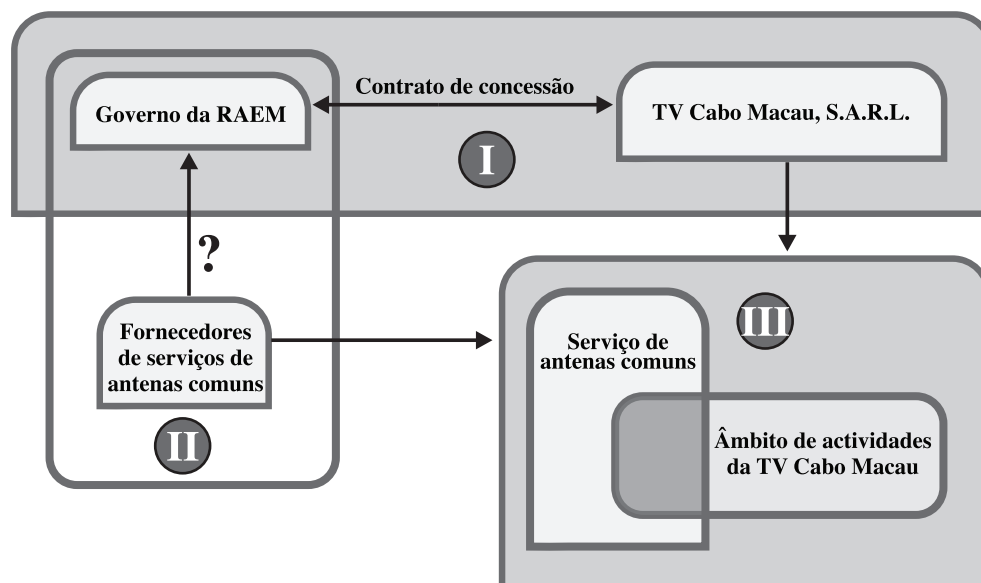 Governo da RAEM
Contrato de concessão
TV Cabo Macau, S.A.R.L.
I
?
Fornecedores
de serviços de
antenas comuns
II
III
Serviço de
antenas comuns
Âmbito de actividades
da TV Cabo Macau